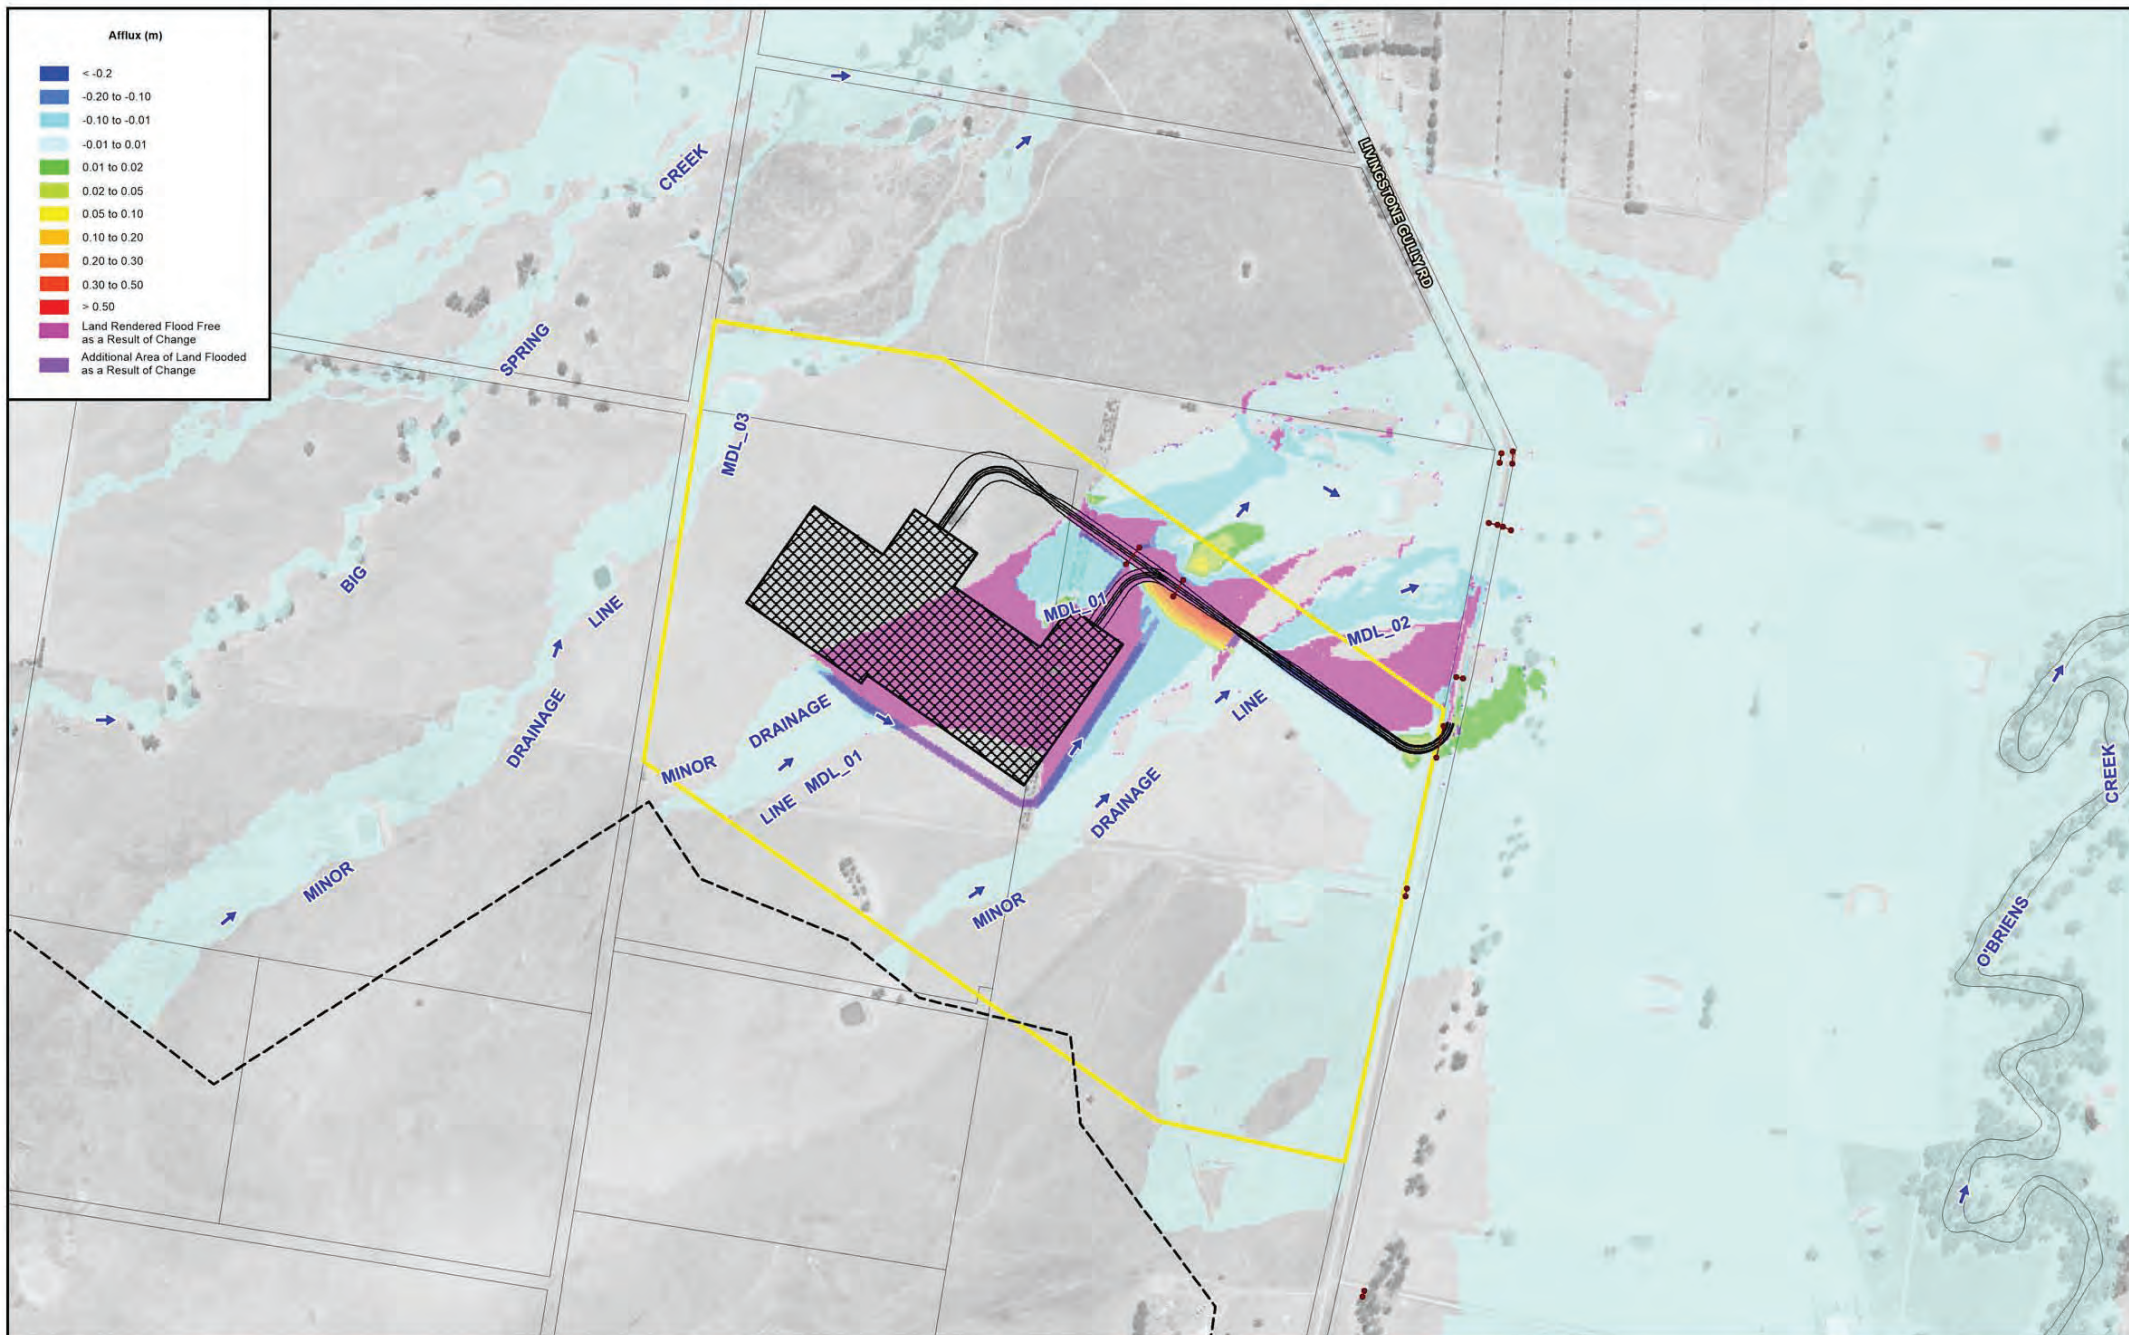 Afflux (m)
< -0.2
-0.20 to -0.10
-0.10 to -0.01
-0.01 to 0.01
0.01 to 0.02
0.02 to 0.05
0.05 to 0.10
0.10 to 0.20
0.20 to 0.30
0.30 to 0.50
> 0.50
Land Rendered Flood Free
as a Result of Change
Additional Area of Land Flooded
as a Result of Change
CREEK
LIVINGSTONE GULLY RD
SPRING
MDL_03
BIG
LINE
MDL_01
MDL_02
DRAINAGE
DRAINAGE
LINE
MINOR
LINE
MDL_01
DRAINAGE
CREEK
MINOR
MINOR
O'BRIENS